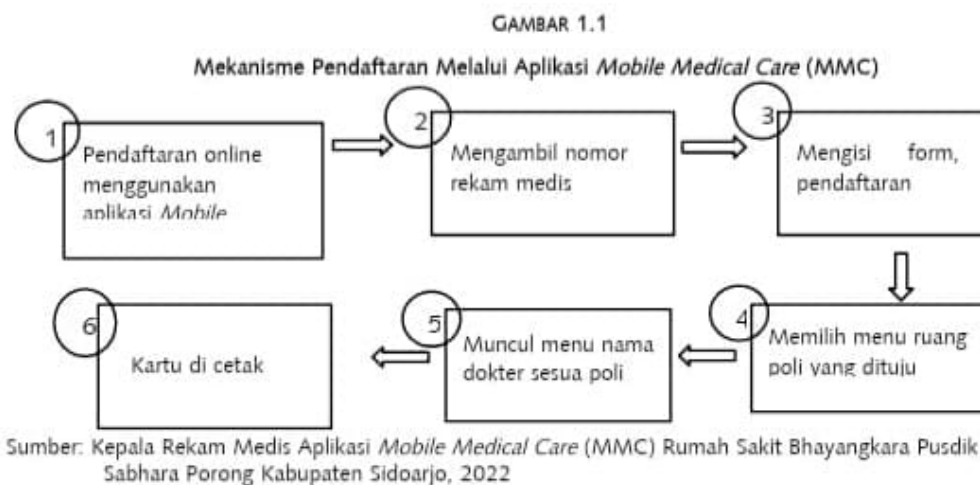 GAMBAR 1.1
Mekanisme Pendaftaran Melalui Aplikasi Mobile Medical Care (MMC)
1
Pendaftaran online
menggunakan
aplikasi Mobile
2
Mengambil nomor
rekam medis
3
Mengisi form,
pendaftaran
4
Memilih menu ruang
poli yang dituju
5
Muncul menu nama
dokter sesua poli
6
Kartu di cetak
Sumber: Kepala Rekam Medis Aplikasi Mobile Medical Care (MMC) Rumah Sakit Bhayangkara Pusdik
Sabhara Porong Kabupaten Sidoarjo, 2022